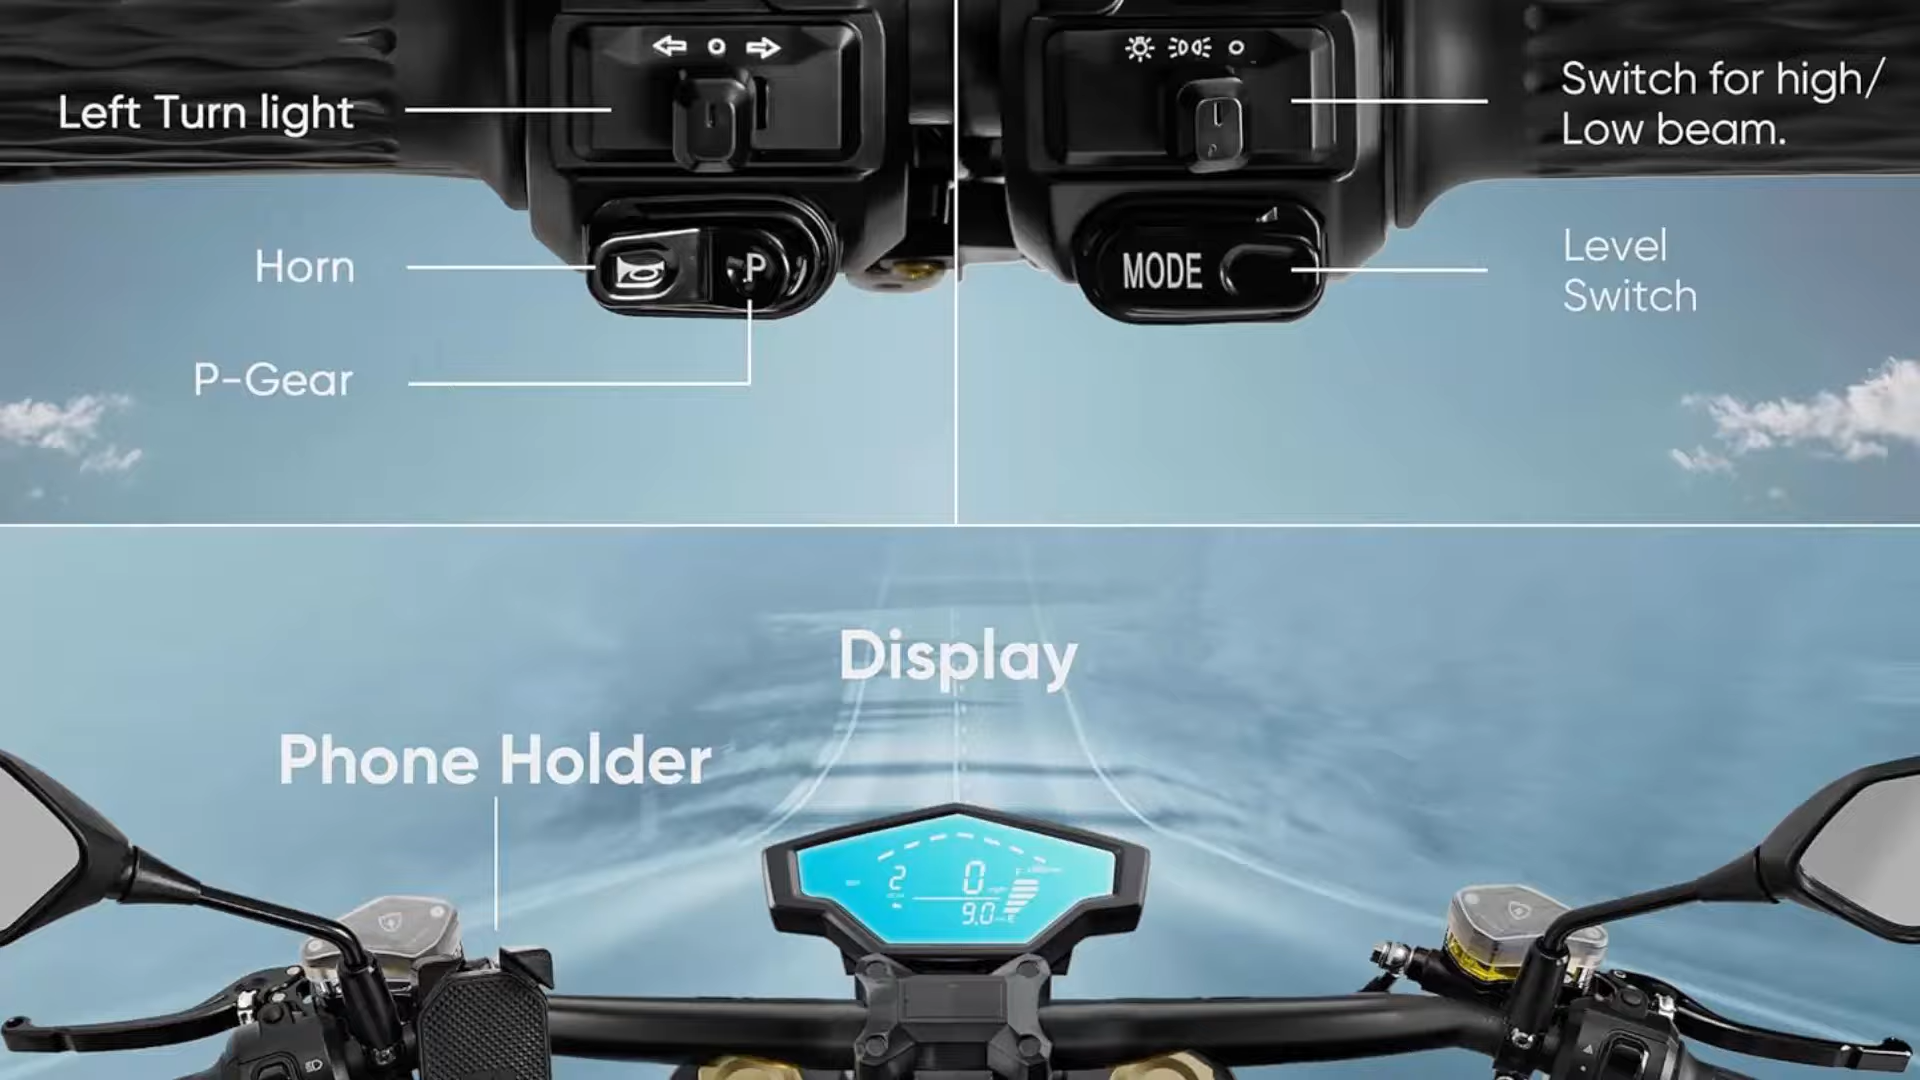 Left Turn light
Horn
P
P-Gear
Switch for high/
Low beam.
MODE
Level
Switch
Display
Phone Holder
2
0
9.0